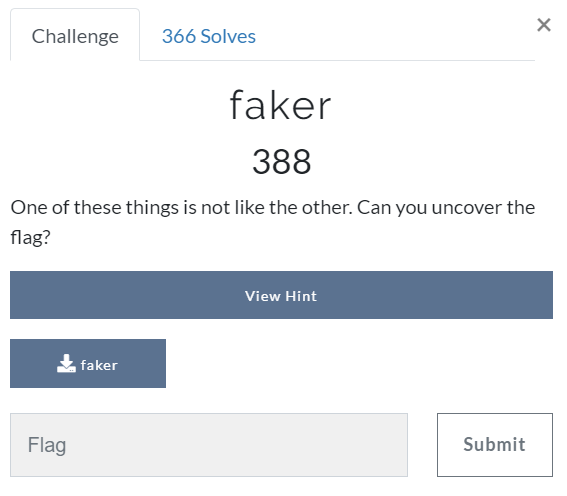 Challenge 366 Solves ×
faker
388
One of these things is not like the other. Can you uncover the
flag?
View Hint
faker
Flag Submit